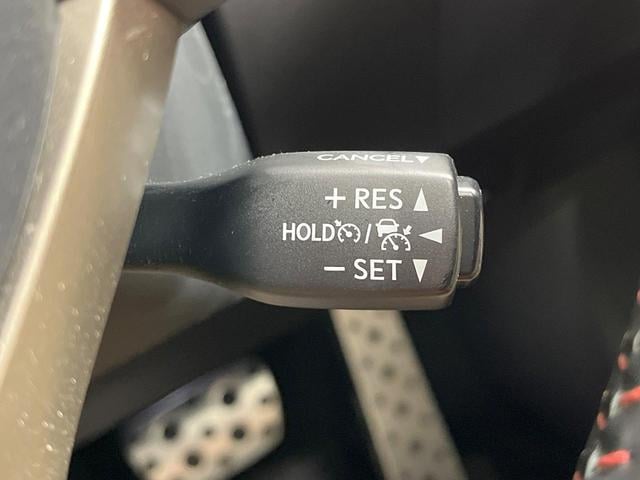 CANCEL▼
+ RES ▲
HOLD / ◀
− SET ▼